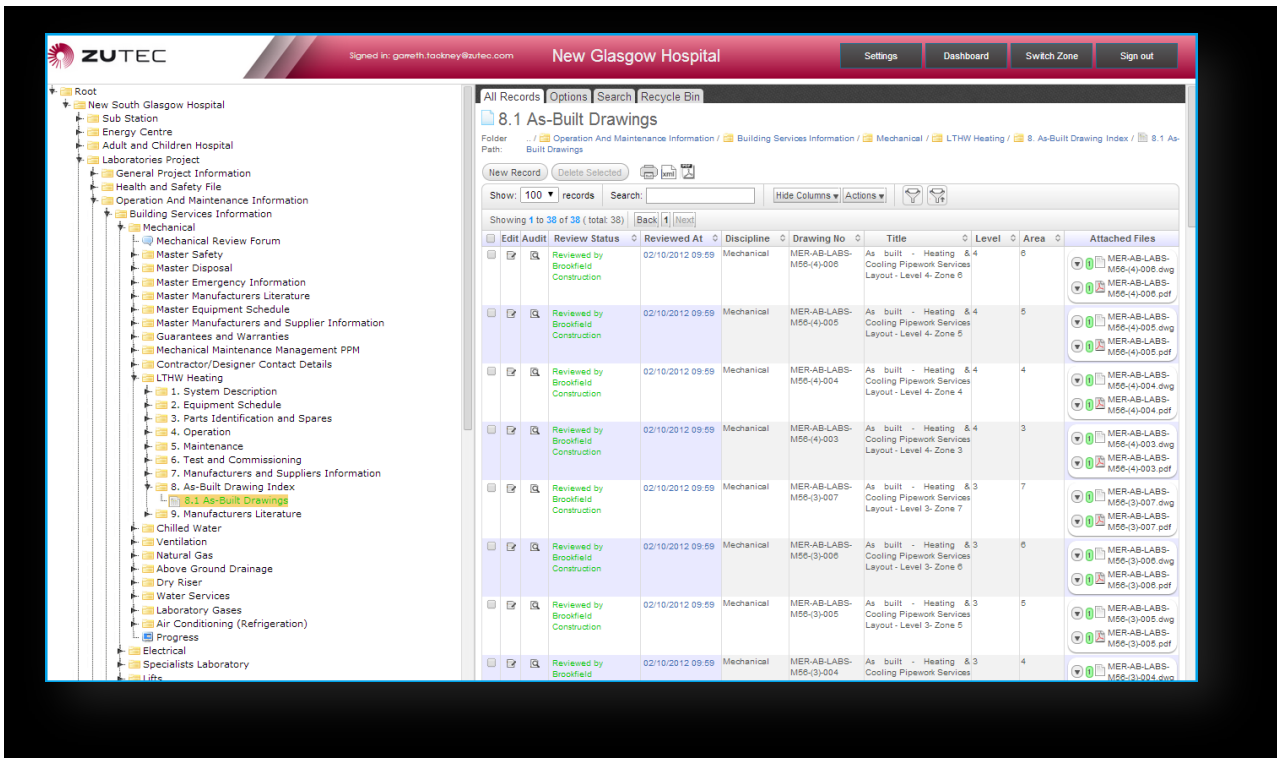 ZUTEC
Signed in: garreth.tackney@zutec.com
New Glasgow Hospital
Settings
Dashboard
Switch Zone
Sign out
Root
New South Glasgow Hospital
Sub Station
Energy Centre
Adult and Children Hospital
Laboratories Project
General Project Information
Health and Safety File
Operation And Maintenance Information
Building Services Information
Mechanical
Mechanical Review Forum
Master Safety
Master Disposal
Master Emergency Information
Master Manufacturers Literature
Master Equipment Schedule
Master Manufacturers and Supplier Information
Guarantees and Warranties
Mechanical Maintenance Management PPM
Contractor/Designer Contact Details
LTHW Heating
1. System Description
2. Equipment Schedule
3. Parts Identification and Spares
4. Operation
5. Maintenance
6. Test and Commissioning
7. Manufacturers and Suppliers Information
8. As-Built Drawing Index
8.1 As-Built Drawings
9. Manufacturers Literature
Chilled Water
Ventilation
Natural Gas
Above Ground Drainage
Dry Riser
Water Services
Laboratory Gases
Air Conditioning (Refrigeration)
Progress
Electrical
Specialists Laboratory
Lifts
All Records Options Search Recycle Bin
8.1 As-Built Drawings
Folder Path: .. / Operation And Maintenance Information / Building Services Information / Mechanical / LTHW Heating / 8. As-Built Drawing Index / 8.1 As-
Built Drawings
New Record Delete Selected xml
Show: 100 records Search: Hide Columns Actions
Showing 1 to 38 of 38 ( total: 38) Back 1 Next
Edit Audit Review Status Reviewed At Discipline Drawing No Title Level Area Attached Files
Reviewed by 02/10/2012 09:59 Mechanical MER-AB-LABS- As built - Heating & 4 6 1 MER-AB-LABS-
Brookfield M56-(4)-006 Cooling Pipework Services M56-(4)-006.dwg
Construction Layout - Level 4- Zone 6 1 MER-AB-LABS-
M56-(4)-006.pdf
Reviewed by 02/10/2012 09:59 Mechanical MER-AB-LABS- As built - Heating & 4 5 1 MER-AB-LABS-
Brookfield M56-(4)-005 Cooling Pipework Services M56-(4)-005.dwg
Construction Layout - Level 4- Zone 5 1 MER-AB-LABS-
M56-(4)-005.pdf
Reviewed by 02/10/2012 09:59 Mechanical MER-AB-LABS- As built - Heating & 4 4 1 MER-AB-LABS-
Brookfield M56-(4)-004 Cooling Pipework Services M56-(4)-004.dwg
Construction Layout - Level 4- Zone 4 1 MER-AB-LABS-
M56-(4)-004.pdf
Reviewed by 02/10/2012 09:59 Mechanical MER-AB-LABS- As built - Heating & 4 3 1 MER-AB-LABS-
Brookfield M56-(4)-003 Cooling Pipework Services M56-(4)-003.dwg
Construction Layout - Level 4- Zone 3 1 MER-AB-LABS-
M56-(4)-003.pdf
Reviewed by 02/10/2012 09:59 Mechanical MER-AB-LABS- As built - Heating & 3 7 1 MER-AB-LABS-
Brookfield M56-(3)-007 Cooling Pipework Services M56-(3)-007.dwg
Construction Layout - Level 3- Zone 7 1 MER-AB-LABS-
M56-(3)-007.pdf
Reviewed by 02/10/2012 09:59 Mechanical MER-AB-LABS- As built - Heating & 3 6 1 MER-AB-LABS-
Brookfield M56-(3)-006 Cooling Pipework Services M56-(3)-006.dwg
Construction Layout - Level 3- Zone 6 1 MER-AB-LABS-
M56-(3)-006.pdf
Reviewed by 02/10/2012 09:59 Mechanical MER-AB-LABS- As built - Heating & 3 5 1 MER-AB-LABS-
Brookfield M56-(3)-005 Cooling Pipework Services M56-(3)-005.dwg
Construction Layout - Level 3- Zone 5 1 MER-AB-LABS-
M56-(3)-005.pdf
Reviewed by 02/10/2012 09:59 Mechanical MER-AB-LABS- As built - Heating & 3 4 1 MER-AB-LABS-
Brookfield M56-(3)-004 Cooling Pipework Services M56-(3)-004.dwg